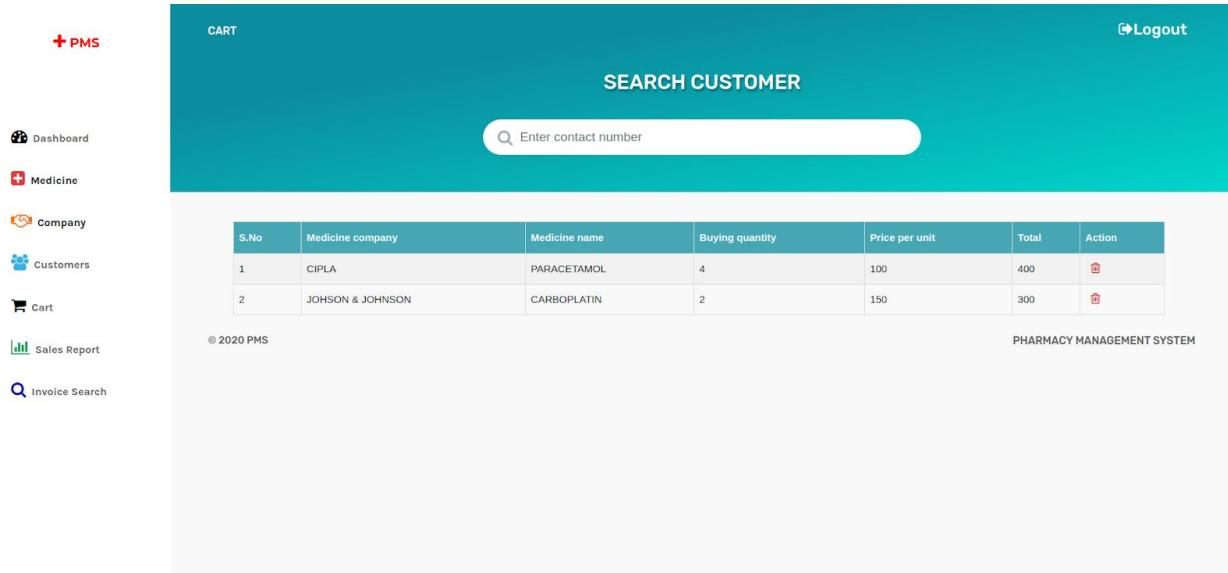 PMS
Dashboard
Medicine
Company
Customers
Cart
Sales Report
Invoice Search
CART
Logout
SEARCH CUSTOMER
Enter contact number
S.No Medicine company Medicine name Buying quantity Price per unit Total Action
1 CIPLA PARACETAMOL 4 100 400
2 JOHSON & JOHNSON CARBOPLATIN 2 150 300
© 2020 PMS PHARMACY MANAGEMENT SYSTEM